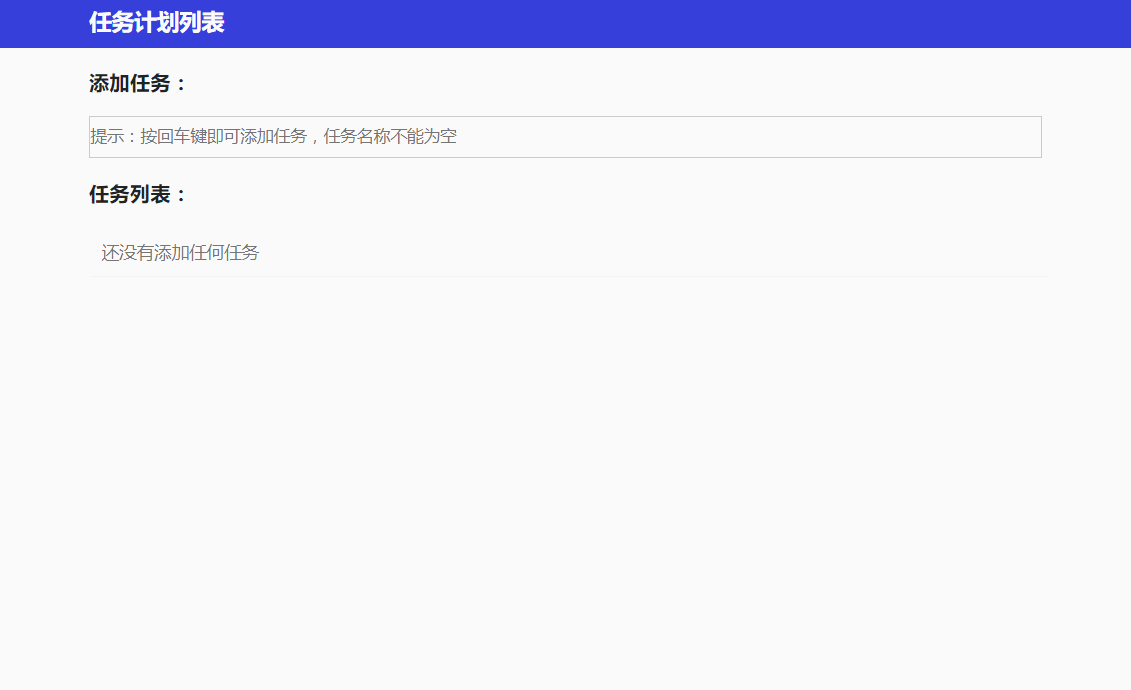 任务计划列表
添加任务：
提示：按回车键即可添加任务，任务名称不能为空
任务列表：
还没有添加任何任务